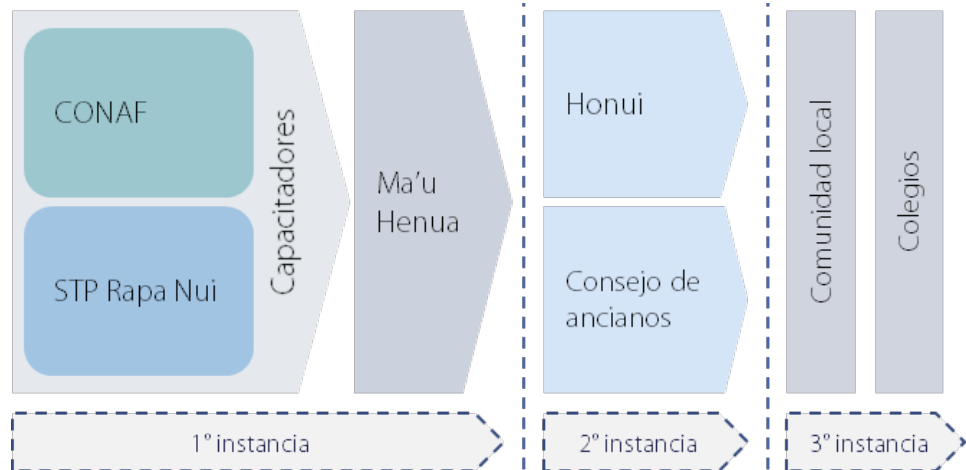 CONAF
STP Rapa Nui
Capacitadores
Ma'u
Henua
Honui
Consejo de
ancianos
Comunidad local
Colegios
1° instancia
2° instancia
3° instancia